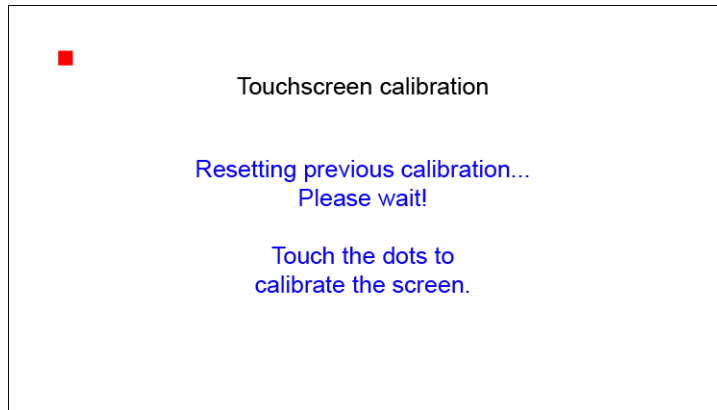 Touchscreen calibration
Resetting previous calibration...
Please wait!
Touch the dots to
calibrate the screen.